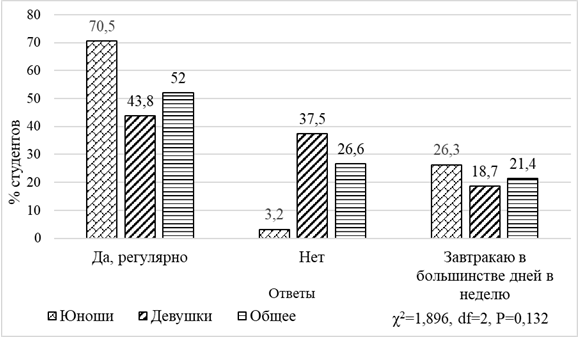 80
70
60
50
40
30
20
10
0
% студентов
70,5
43,8
52
3,2
37,5
26,6
26,3
18,7
21,4
Да, регулярно
Нет
Завтракаю в
большинстве дней в
неделю
Ответы
Юноши Девушки Общее
χ²=1,896, df=2, P=0,132